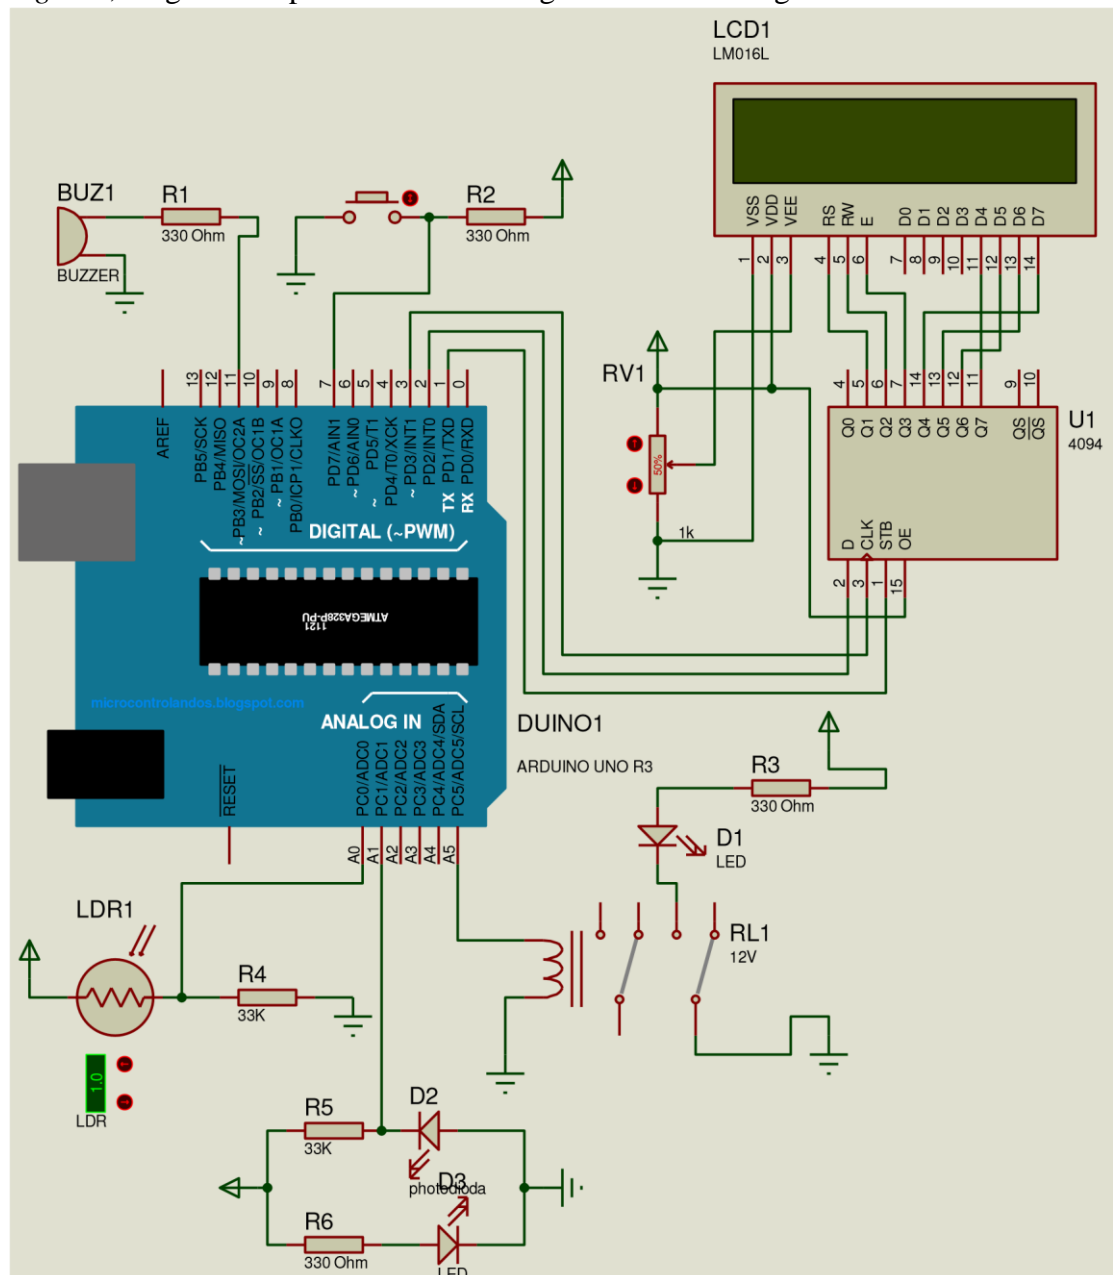 LCD1
LM016L
VSS
VDD
VEE
RS
RW
E
D0
D1
D2
D3
D4
D5
D6
D7
1
2
3
4
5
6
7
8
9
10
11
12
13
14
BUZ1
BUZZER
R1
330 Ohm
R2
330 Ohm
RV1
50%
1k
4
5
6
7
14
13
12
11
9
10
Q0
Q1
Q2
Q3
Q4
Q5
Q6
Q7
QS
QS
U1
4094
D
CLK
STB
OE
2
3
1
15
13
12
11
10
9
8
7
6
5
4
3
2
1
0
AREF
PB5/SCK
PB4/MISO
~PB3/MOSI/OC2A
~PB2/SS/OC1B
~PB1/OC1A
PB0/ICP1/CLKO
PD7/AIN1
~PD6/AIN0
~PD5/T1
PD4/T0/XCK
~PD3/INT1
PD2/INT0
TX PD1/TXD
RX PD0/RXD
DIGITAL (~PWM)
1121
ATMEGA328P-PU
microcontrolandos.blogspot.com
ANALOG IN
RESET
PC0/ADC0
PC1/ADC1
PC2/ADC2
PC3/ADC3
PC4/ADC4/SDA
PC5/ADC5/SCL
A0
A1
A2
A3
A4
A5
DUINO1
ARDUINO UNO R3
R3
330 Ohm
D1
LED
RL1
12V
LDR1
R4
33K
1.0
LDR
R5
33K
D2
photodioda
D3
R6
330 Ohm
LED